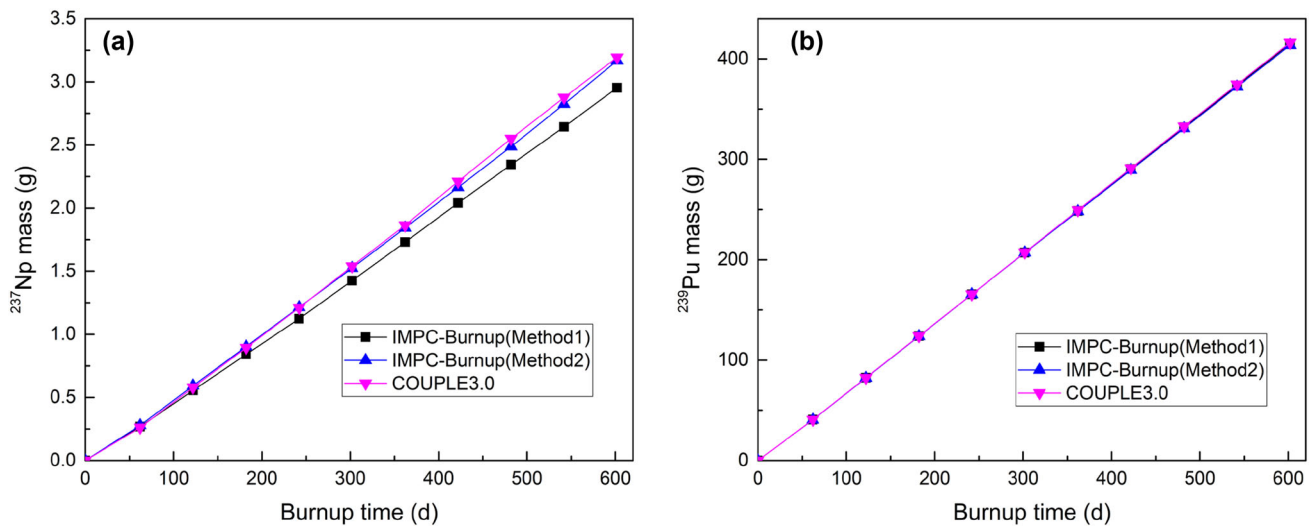 (a)
3.5
3.0
2.5
2.0
1.5
1.0
0.5
0.0
²³⁷Np mass (g)
IMPC-Burnup(Method1)
IMPC-Burnup(Method2)
COUPLE3.0
0 100 200 300 400 500 600
Burnup time (d)
(b)
400
300
200
100
0
²³⁹Pu mass (g)
IMPC-Burnup(Method1)
IMPC-Burnup(Method2)
COUPLE3.0
0 100 200 300 400 500 600
Burnup time (d)